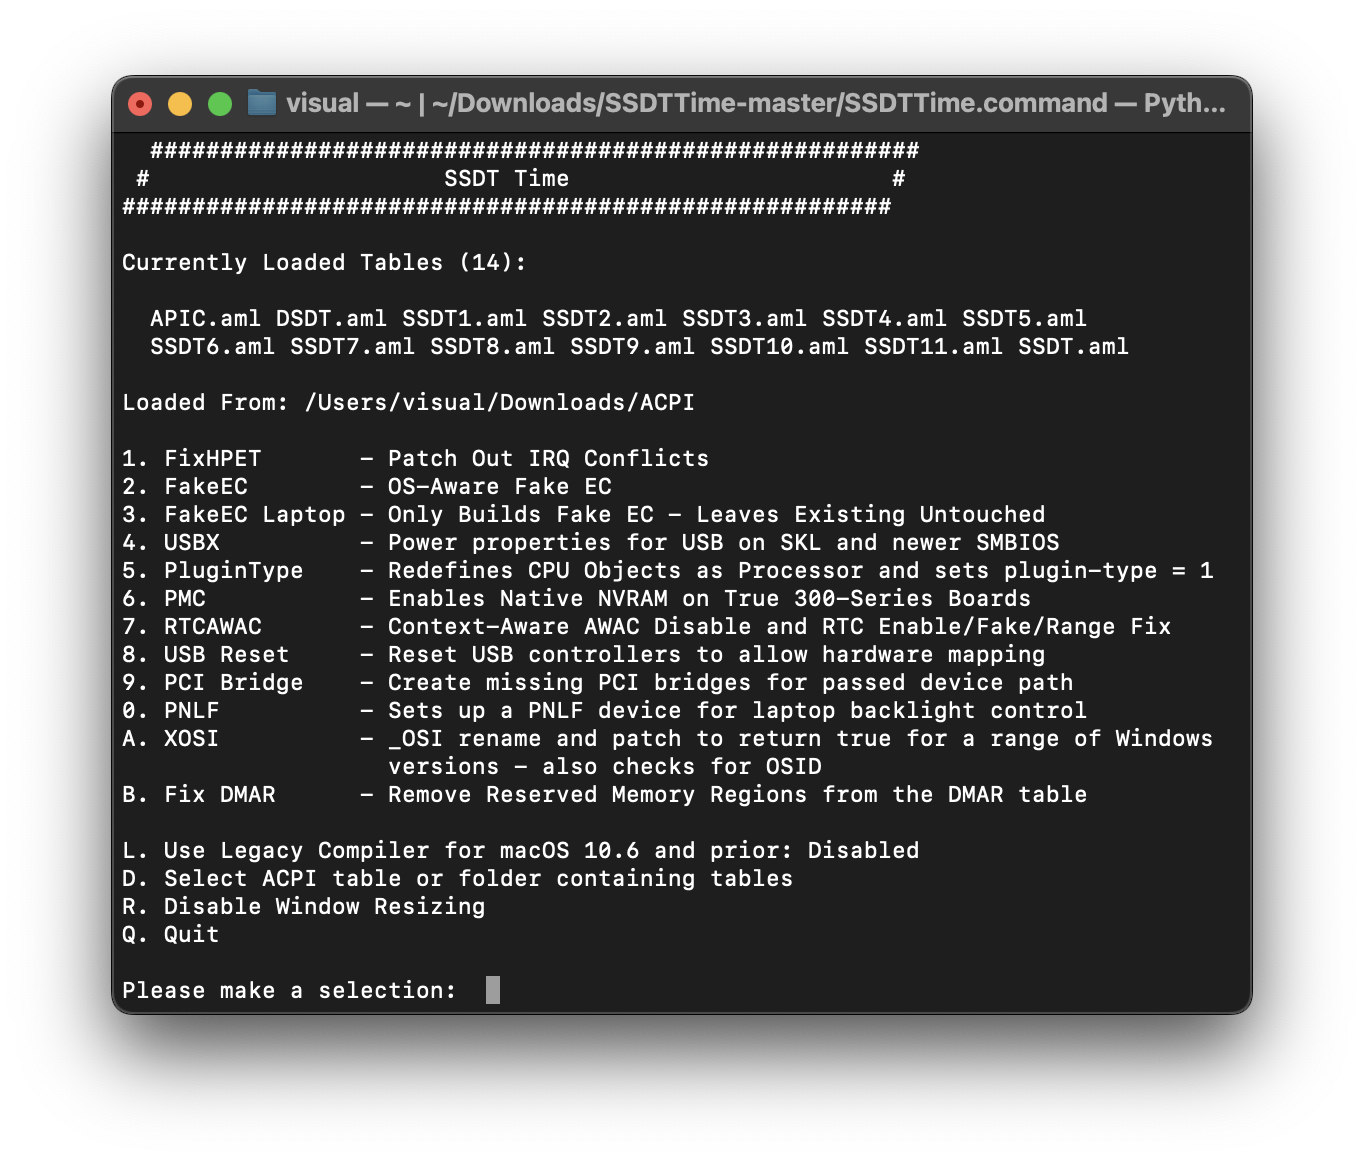 visual — ~ | ~/Downloads/SSDTTime-master/SSDTTime.command — Pyth...
#######################################################
# SSDT Time #
#######################################################
Currently Loaded Tables (14):
APIC.aml DSDT.aml SSDT1.aml SSDT2.aml SSDT3.aml SSDT4.aml SSDT5.aml
SSDT6.aml SSDT7.aml SSDT8.aml SSDT9.aml SSDT10.aml SSDT11.aml SSDT.aml
Loaded From: /Users/visual/Downloads/ACPI
1. FixHPET - Patch Out IRQ Conflicts
2. FakeEC - OS-Aware Fake EC
3. FakeEC Laptop - Only Builds Fake EC - Leaves Existing Untouched
4. USBX - Power properties for USB on SKL and newer SMBIOS
5. PluginType - Redefines CPU Objects as Processor and sets plugin-type = 1
6. PMC - Enables Native NVRAM on True 300-Series Boards
7. RTCAWAC - Context-Aware AWAC Disable and RTC Enable/Fake/Range Fix
8. USB Reset - Reset USB controllers to allow hardware mapping
9. PCI Bridge - Create missing PCI bridges for passed device path
0. PNLF - Sets up a PNLF device for laptop backlight control
A. XOSI - _OSI rename and patch to return true for a range of Windows
versions - also checks for OSID
B. Fix DMAR - Remove Reserved Memory Regions from the DMAR table
L. Use Legacy Compiler for macOS 10.6 and prior: Disabled
D. Select ACPI table or folder containing tables
R. Disable Window Resizing
Q. Quit
Please make a selection: